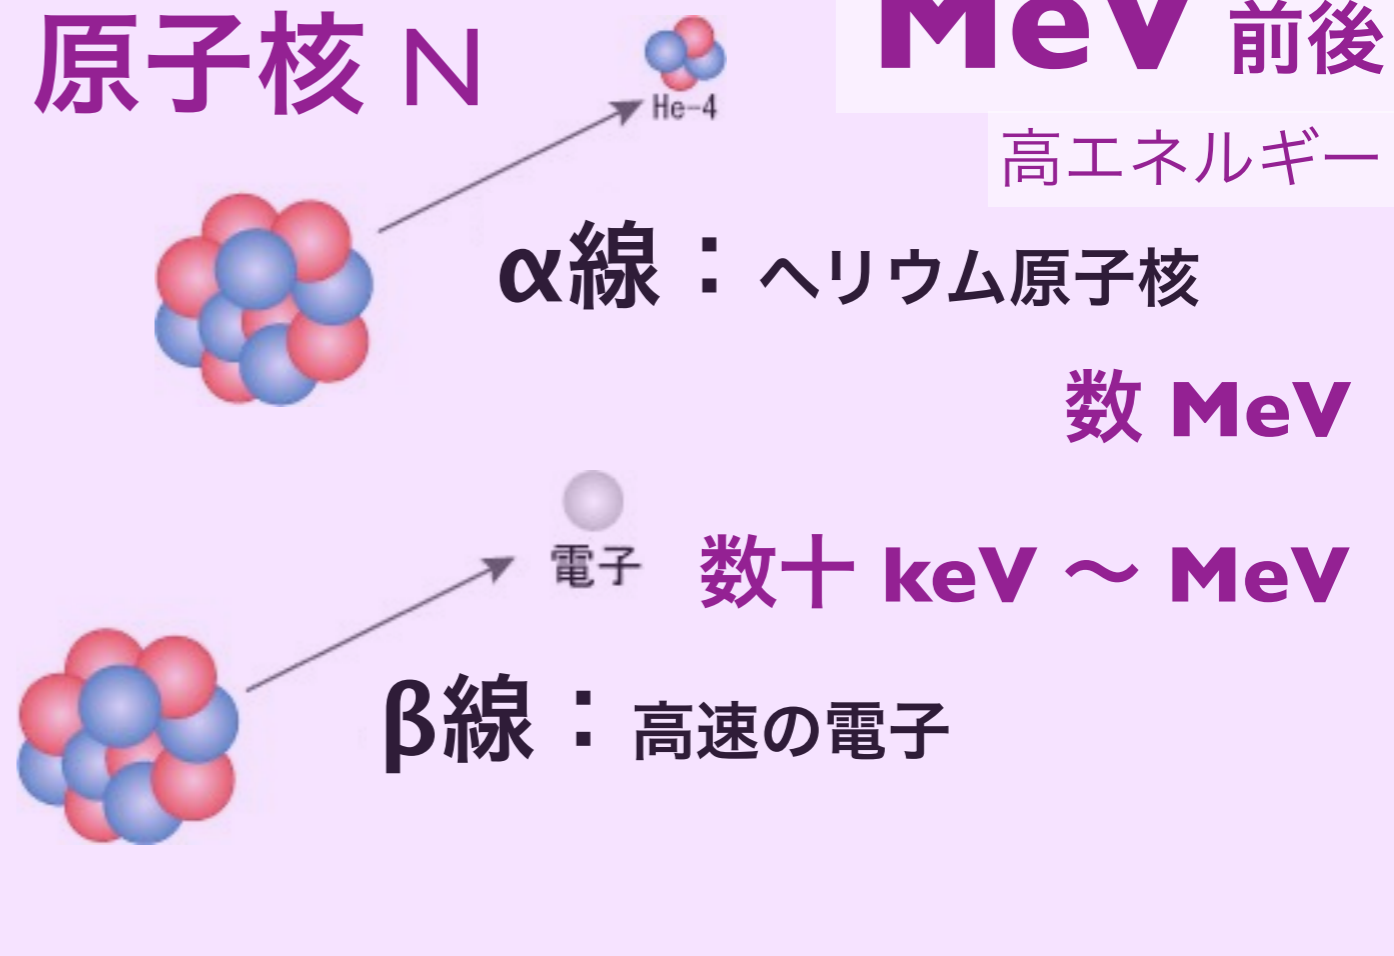 原子核 N
MeV 前後
He-4
高エネルギー
α線：ヘリウム原子核
数 MeV
電子
数十 keV 〜 MeV
β線：高速の電子